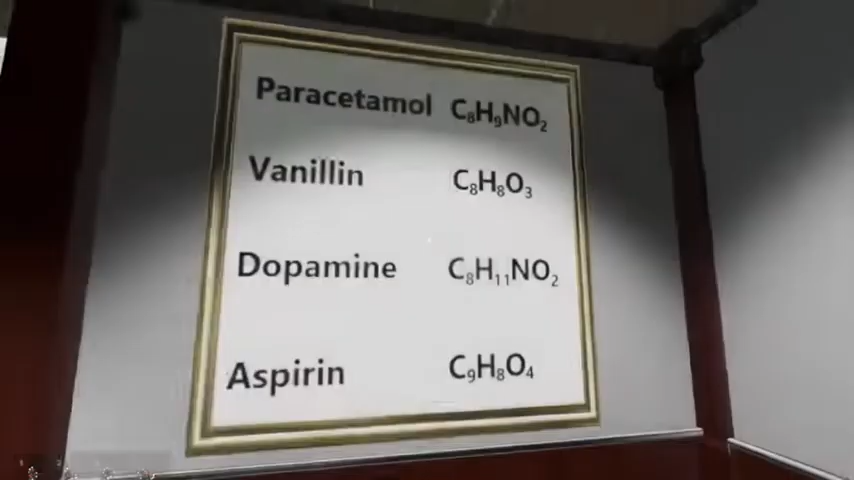 Paracetamol C₈H₉NO₂
Vanillin C₈H₈O₃
Dopamine C₈H₁₁NO₂
Aspirin C₉H₈O₄